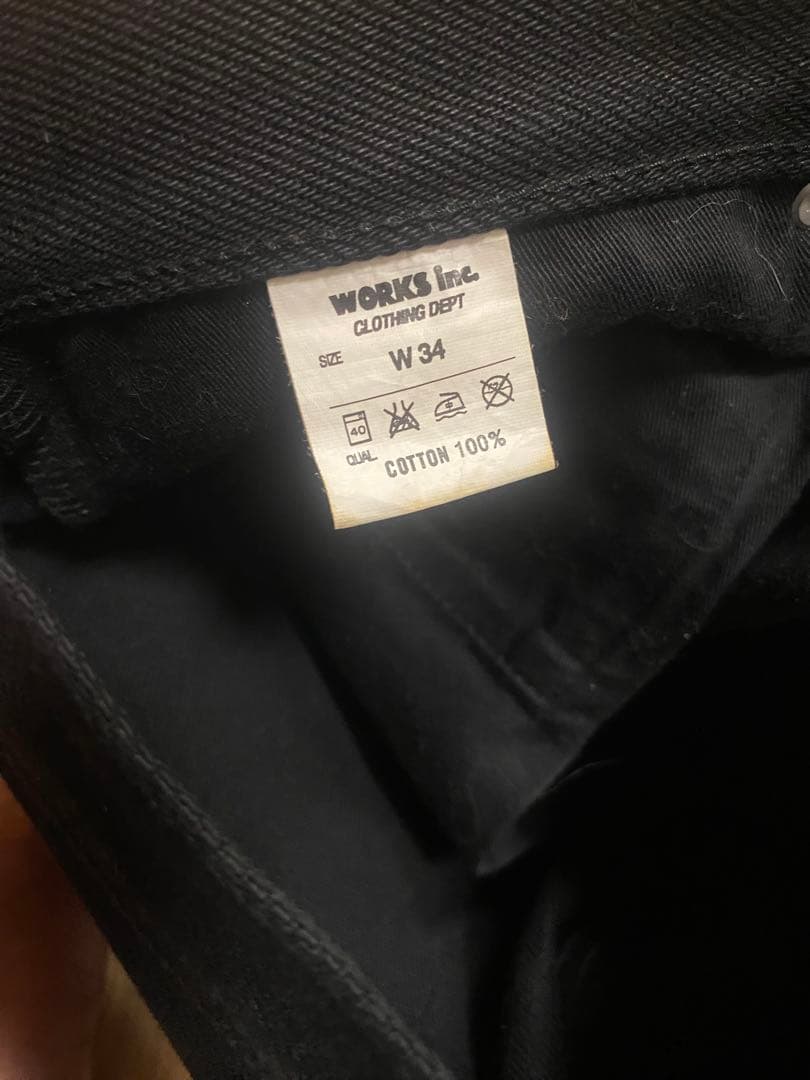 WORKS inc.
CLOTHING DEPT
SIZE W 34
40
QUAL COTTON 100%